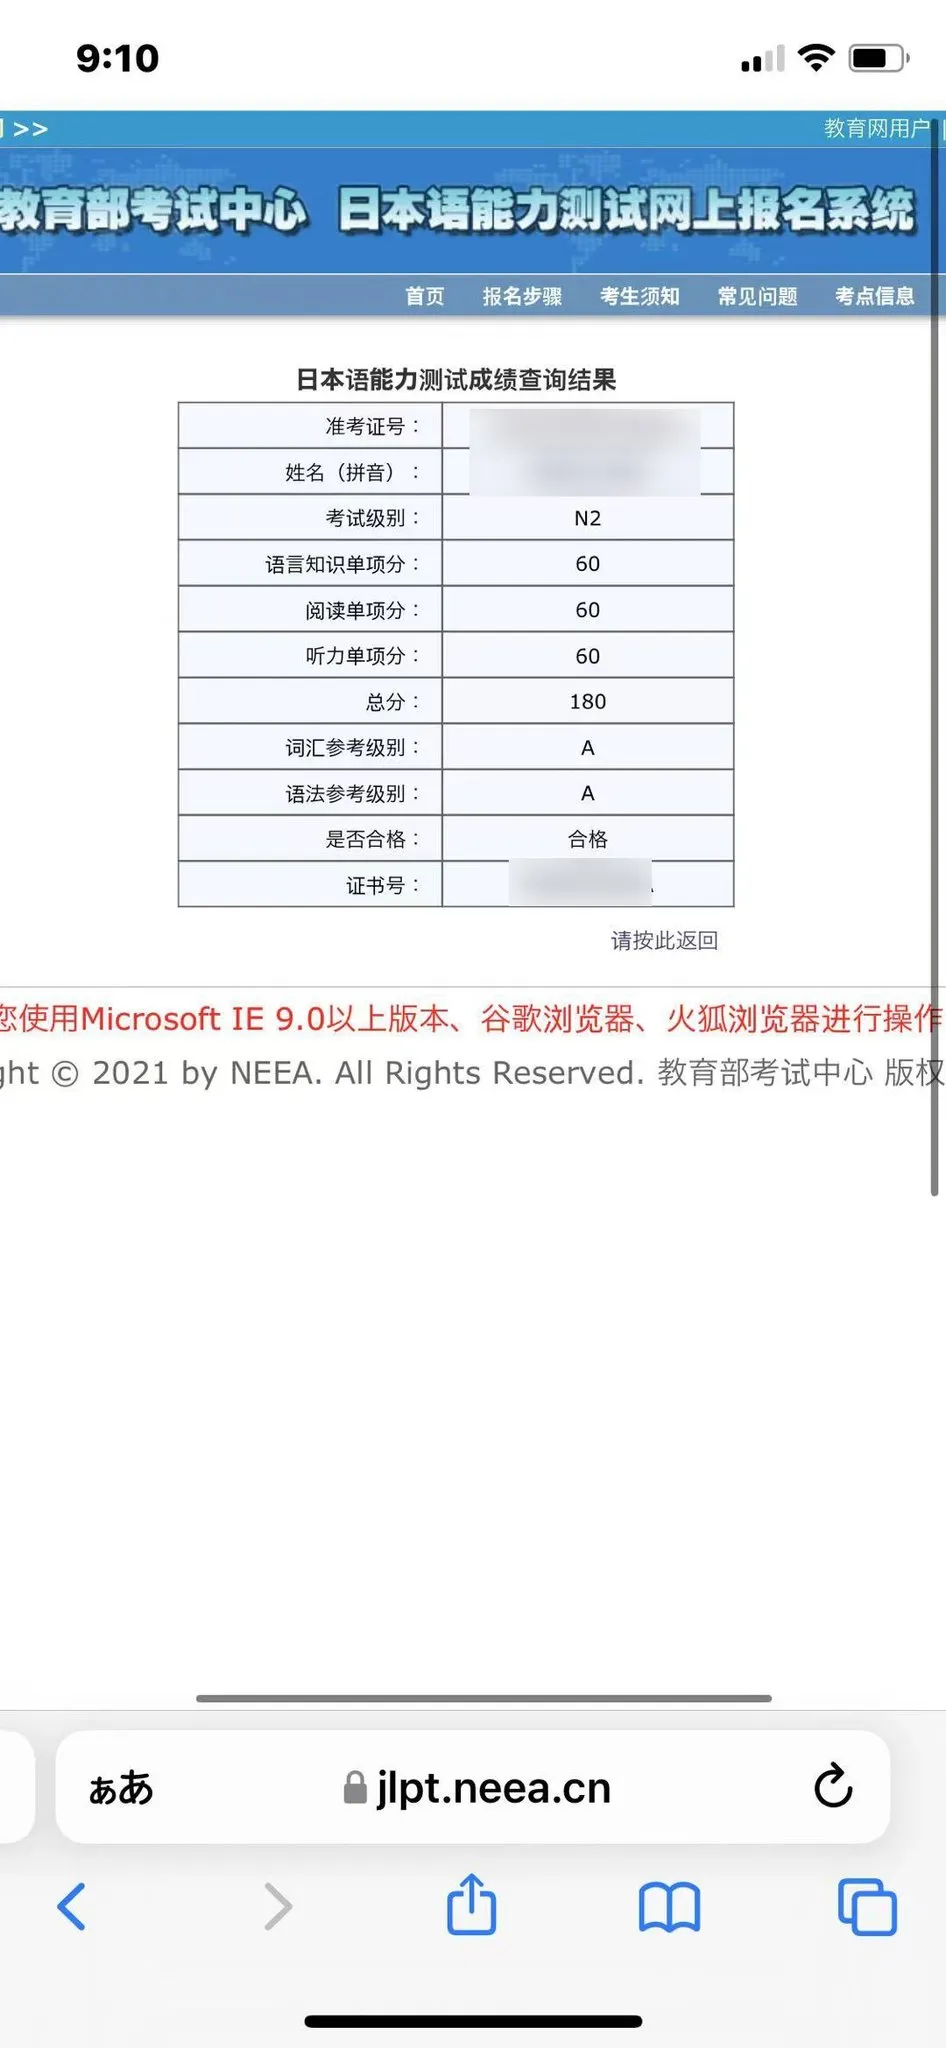 9:10
>>
教育网用户
教育部考试中心 日本语能力测试网上报名系统
首页 报名步骤 考生须知 常见问题 考点信息
日本语能力测试成绩查询结果
准考证号：
姓名（拼音）：
考试级别： N2
语言知识单项分： 60
阅读单项分： 60
听力单项分： 60
总分： 180
词汇参考级别： A
语法参考级别： A
是否合格： 合格
证书号：
请按此返回
您使用Microsoft IE 9.0以上版本、谷歌浏览器、火狐浏览器进行操作
ght © 2021 by NEEA. All Rights Reserved. 教育部考试中心 版权
ぁあ jlpt.neea.cn